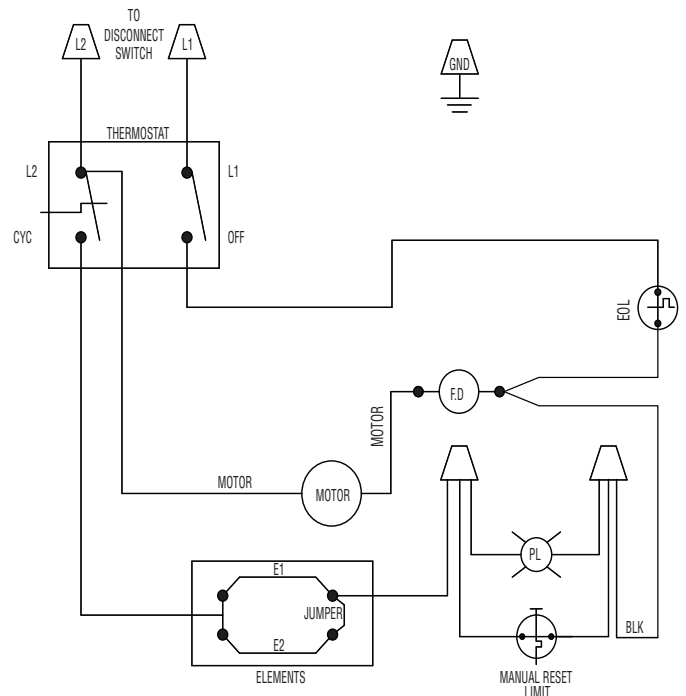 TO
DISCONNECT
SWITCH
L2
L1
GND
THERMOSTAT
L2
L1
CYC
OFF
EOL
F.D
MOTOR
MOTOR
MOTOR
PL
E1
JUMPER
E2
BLK
ELEMENTS
MANUAL RESET
LIMIT